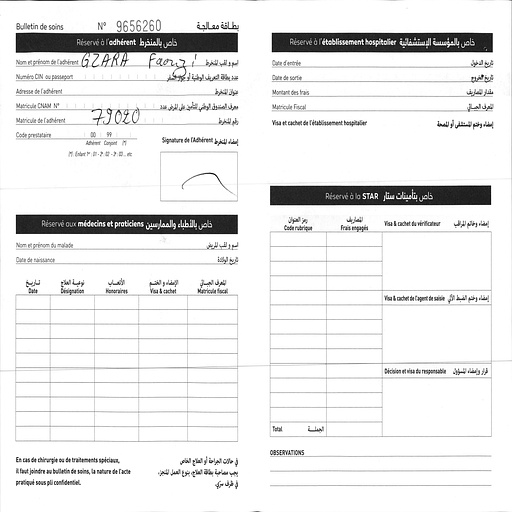 Bulletin de soins N° 9656260 بطاقة معالجة
Réservé à l'adhérent خاص بالمنخرط
Nom et prénom de l'adhérent GZARA Faouzi اسم و لقب المنخرط
Numéro CIN ou passeport عدد بطاقة التعريف الوطنية أو جواز السفر
Adresse de l'adhérent عنوان المنخرط
Matricule CNAM N° معرف الصندوق الوطني للتأمين على المرض عدد
Matricule de l'adhérent 79020 رقم المنخرط
Code prestataire 00 99 (*)
Adhérent Conjoint (*)
(*) Enfant 1er : 01 - 2 : 02 - 3 : 03 ... etc
Signature de l'Adhérent إمضاء المنخرط
Réservé aux médecins et praticiens خاص بالأطباء والممارسين
Nom et prénom du malade اسم و لقب المريض
Date de naissance تاريخ الولادة
تاريخ نوعية العلاج الأتعاب الإمضاء و الختم المعرف الجبائي
Date Désignation Honoraires Visa & cachet Matricule fiscal
En cas de chirurgie ou de traitements spéciaux,
il faut joindre au bulletin de soins, la nature de l'acte
pratiqué sous pli confidentiel.
في حالات الجراحة أو العلاج الخاص
يجب مصاحبة بطاقة العلاج، بنوع العمل المنجز،
في ظرف سري.
Réservé à l'établissement hospitalier خاص بالمؤسسة الإستشفائية
Date d'entrée تاريخ الدخول
Date de sortie تاريخ الخروج
Montant des frais مقدار المصاريف
Matricule Fiscal المعرف الجبائي
Visa et cachet de l'établissement hospitalier إمضاء وختم المستشفى أو المصحة
Réservé à la STAR خاص بتأمينات ستار
رمز العنوان المصاريف
Code rubrique Frais engagés
Visa & cachet du vérificateur إمضاء وخاتم المراقب
Visa & cachet de l'agent de saisie إمضاء وختم الضبط الآلي
Décision et visa du responsable قرار وإمضاء المسؤول
Total الجملة
OBSERVATIONS